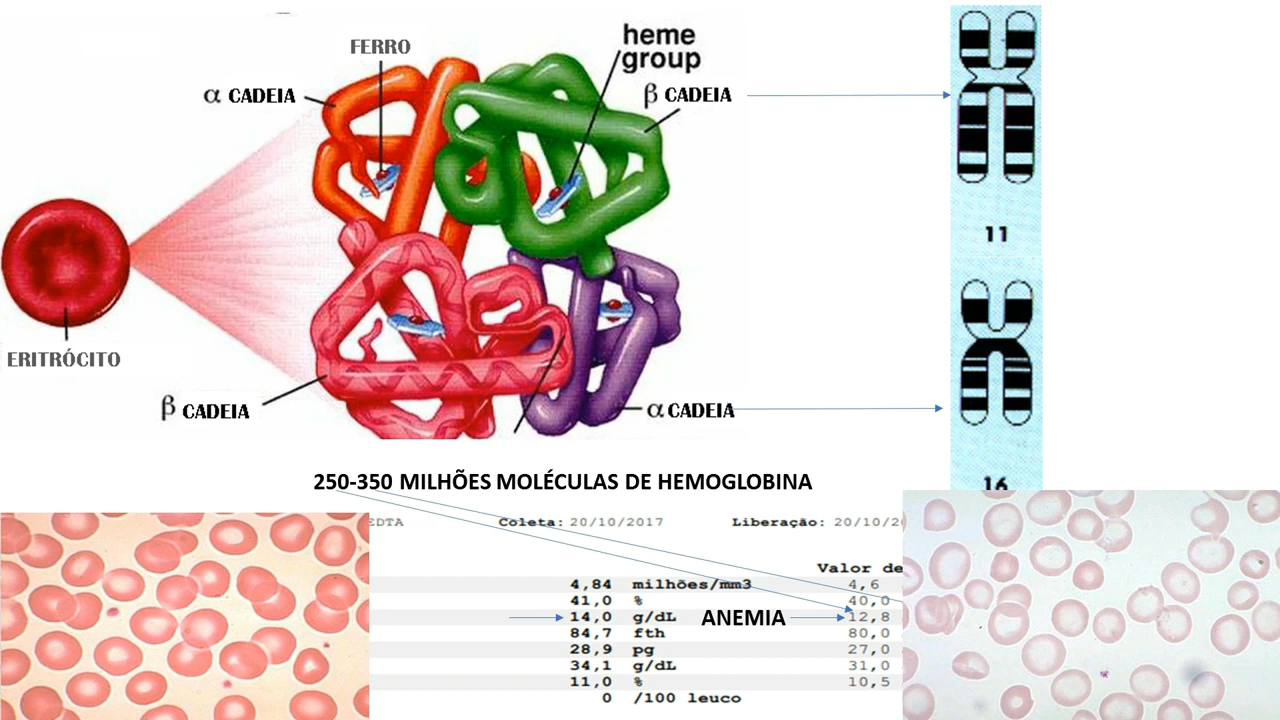 FERRO
heme
group
α CADEIA
β CADEIA
ERITRÓCITO
β CADEIA
α CADEIA
11
16
250-350 MILHÕES MOLÉCULAS DE HEMOGLOBINA
EDTA Coleta: 20/10/2017 Liberação: 20/10/20
Valor de
4,84 milhões/mm3 4,6
41,0 % 40,0
14,0 g/dL ANEMIA 12,8
84,7 fth 80,0
28,9 pg 27,0
34,1 g/dL 31,0
11,0 % 10,5
0 /100 leuco